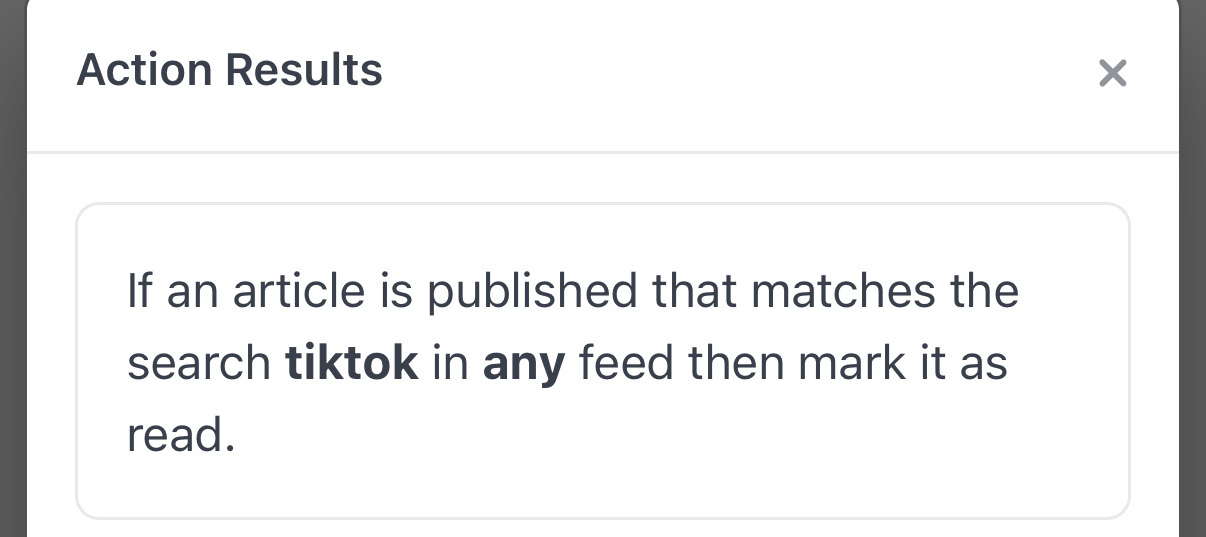 Action Results
If an article is published that matches the
search tiktok in any feed then mark it as
read.